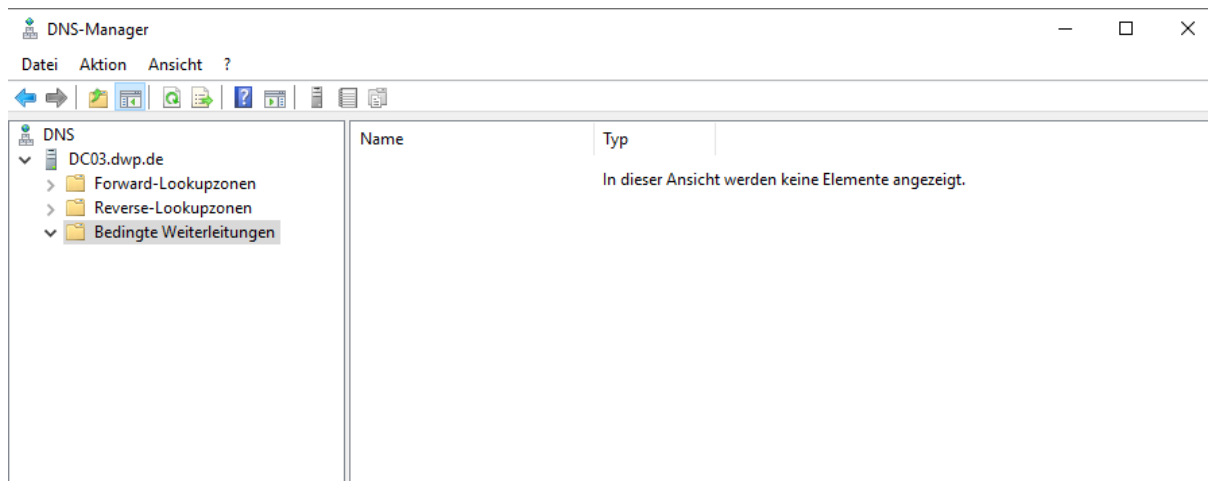 DNS-Manager
Datei Aktion Ansicht ?
DNS
DC03.dwp.de
Forward-Lookupzonen
Reverse-Lookupzonen
Bedingte Weiterleitungen
Name Typ
In dieser Ansicht werden keine Elemente angezeigt.